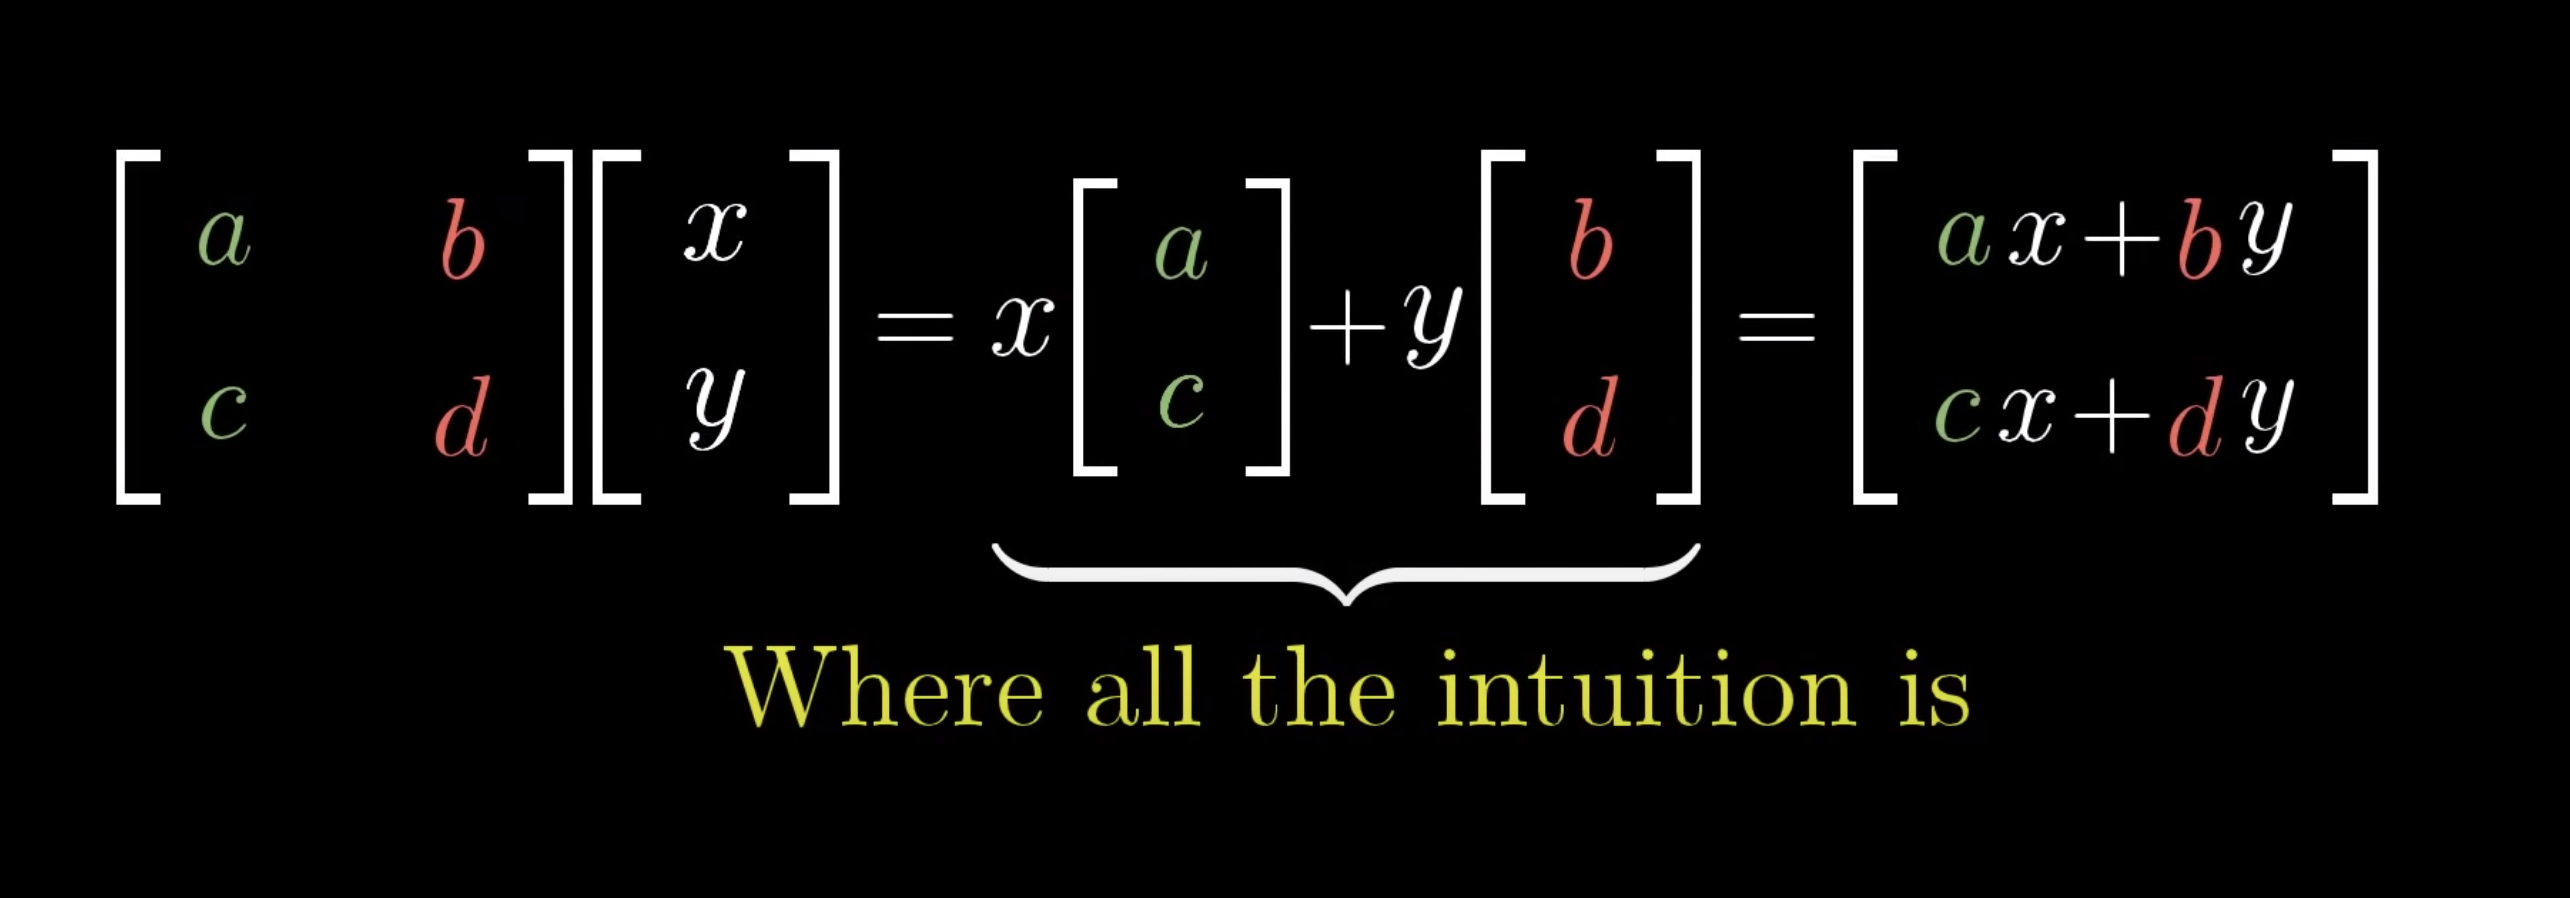 [a b; c d][x; y] = x[a; c] + y[b; d] = [ax+by; cx+dy]
Where all the intuition is